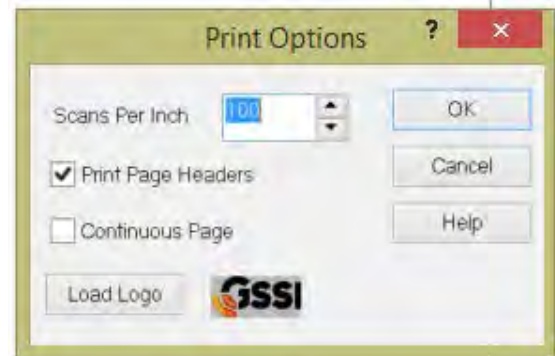 Print Options ? ×
Scans Per Inch 100 OK
Print Page Headers Cancel
Continuous Page Help
Load Logo GSSI